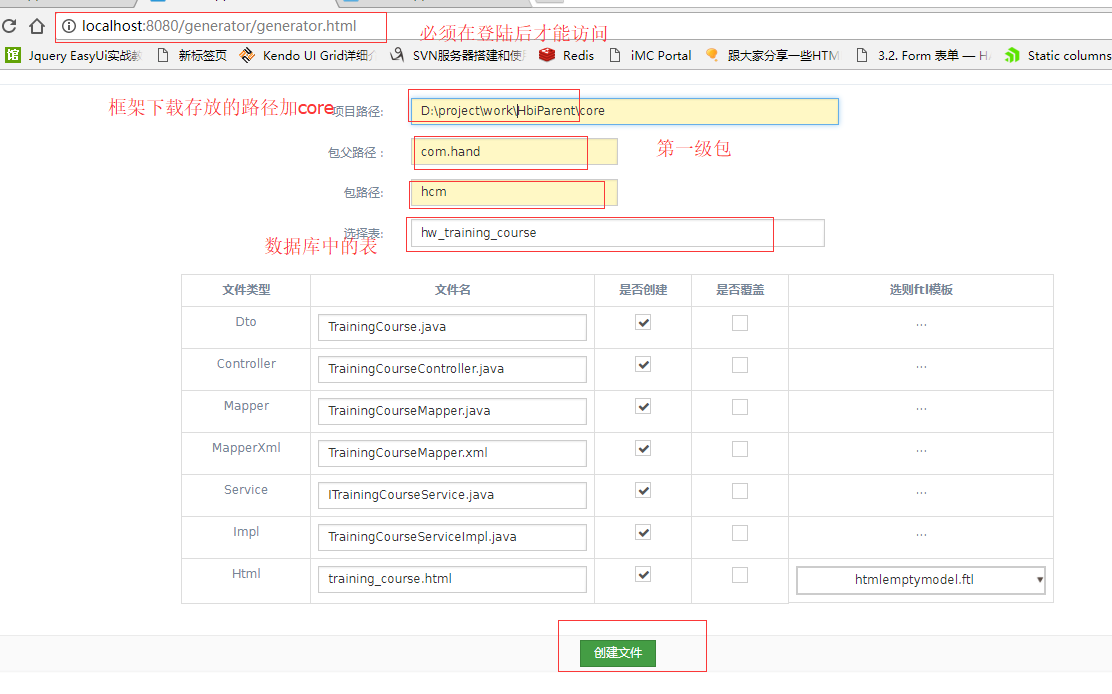 localhost:8080/generator/generator.html
必须在登陆后才能访问
Jquery EasyUi实战教
新标签页
Kendo UI Grid详细介
SVN服务器搭建和使用
Redis
iMC Portal
跟大家分享一些HTM
3.2. Form 表单 — H
Static columns
框架下载存放的路径加core
项目路径:
D:\project\work\HbiParent\core
包父路径：
com.hand
第一级包
包路径:
hcm
选择表:
hw_training_course
数据库中的表
文件类型 文件名 是否创建 是否覆盖 选则ftl模板
Dto TrainingCourse.java ...
Controller TrainingCourseController.java ...
Mapper TrainingCourseMapper.java ...
MapperXml TrainingCourseMapper.xml ...
Service ITrainingCourseService.java ...
Impl TrainingCourseServiceImpl.java ...
Html training_course.html htmlemptymodel.ftl
创建文件